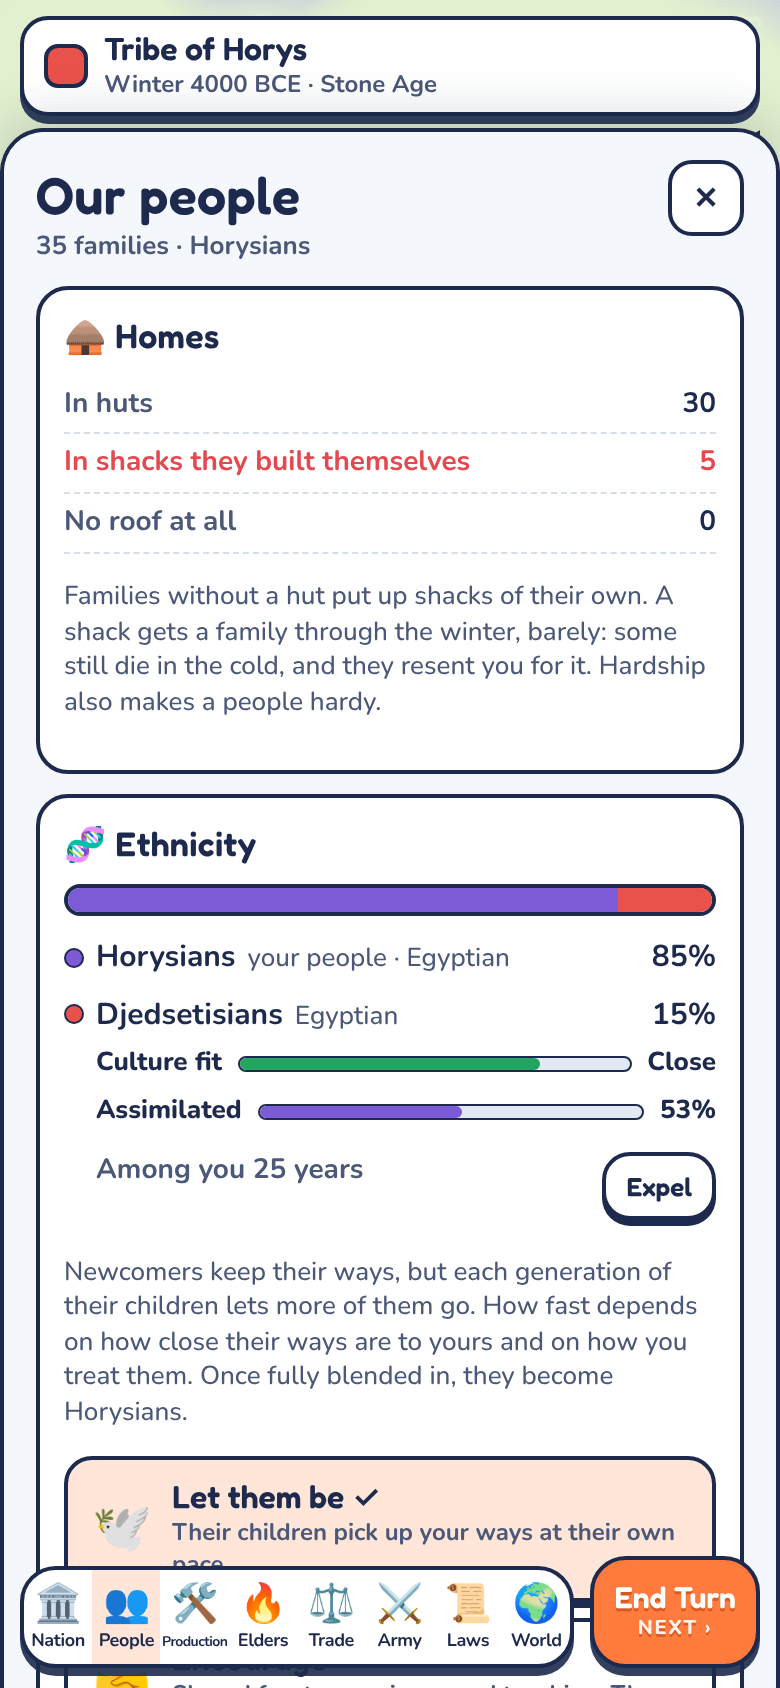 Tribe of Horys
Winter 4000 BCE · Stone Age
Our people
35 families · Horysians
×
Homes
In huts 30
In shacks they built themselves 5
No roof at all 0
Families without a hut put up shacks of their own. A
shack gets a family through the winter, barely: some
still die in the cold, and they resent you for it. Hardship
also makes a people hardy.
Ethnicity
Horysians your people · Egyptian 85%
Djedsetisians Egyptian 15%
Culture fit Close
Assimilated 53%
Among you 25 years
Expel
Newcomers keep their ways, but each generation of
their children lets more of them go. How fast depends
on how close their ways are to yours and on how you
treat them. Once fully blended in, they become
Horysians.
Let them be ✓
Their children pick up your ways at their own
pace
Nation People Production Elders Trade Army Laws World
End Turn
NEXT ›